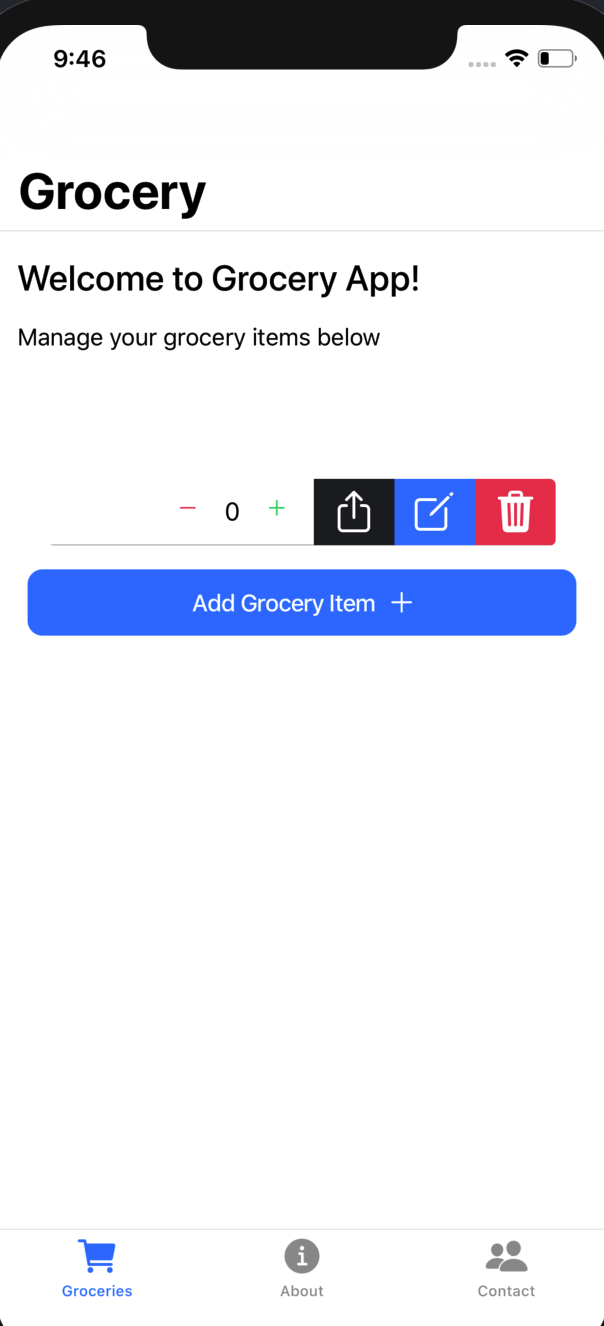 9:46
Grocery
Welcome to Grocery App!
Manage your grocery items below
0
Add Grocery Item
Groceries
About
Contact